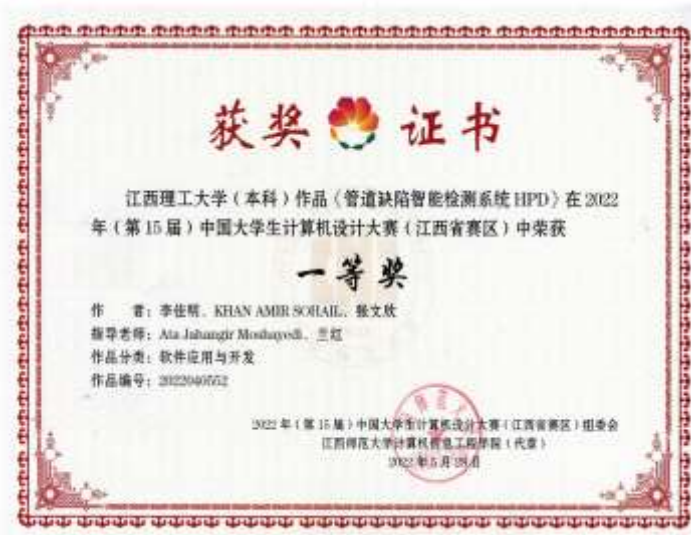 获奖证书
江西理工大学（本科）作品《管道缺陷智能检测系统 HPD》在 2022
年（第 15 届）中国大学生计算机设计大赛（江西省赛区）中荣获
一等奖
作　者：李佳明、KHAN AMIR SOHAIL、张文欣
指导老师：Ata Jahangir Moshayedi、兰红
作品分类：软件应用与开发
作品编号：2022040552
2022 年（第 15 届）中国大学生计算机设计大赛（江西省赛区）组委会
江西师范大学计算机信息工程学院（代章）
2022 年 5 月 28 日